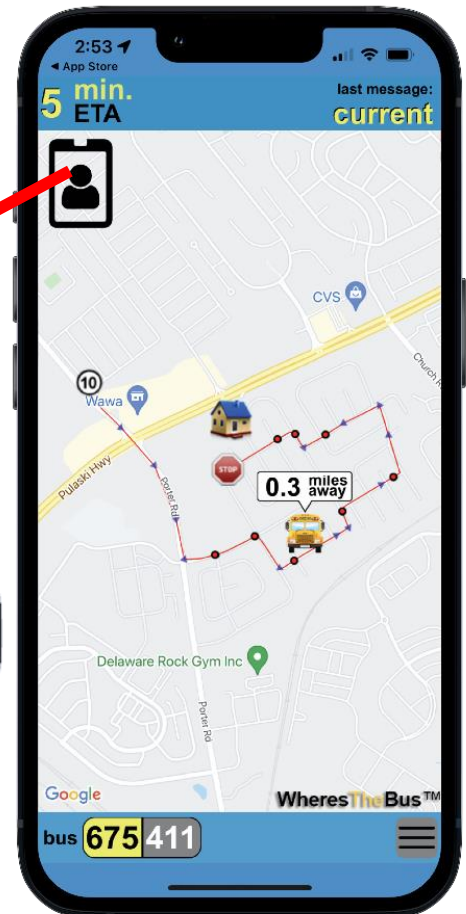 2:53
◀ App Store
5 min.
ETA
last message:
current
CVS
Church R
10
Wawa
Pulaski Hwy
Porter Rd
STOP
0.3 miles
away
Delaware Rock Gym Inc
Porter Rd
Google
WheresTheBus™
bus 675 411